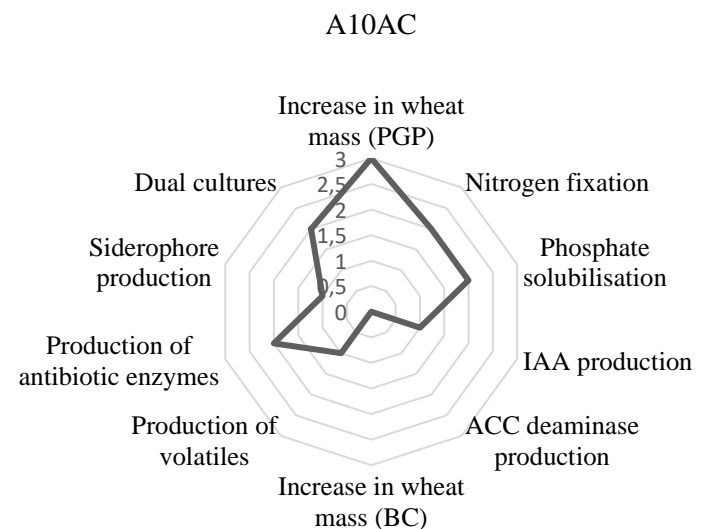 A10AC
Increase in wheat
mass (PGP)
Nitrogen fixation
Phosphate
solubilisation
IAA production
ACC deaminase
production
Increase in wheat
mass (BC)
Production of
volatiles
Production of
antibiotic enzymes
Siderophore
production
Dual cultures
3
2,5
2
1,5
1
0,5
0